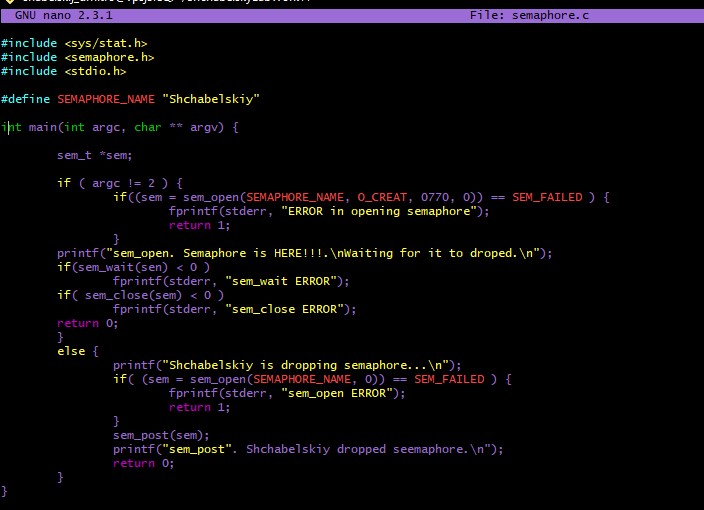 GNU nano 2.3.1 File: semaphore.c
#include <sys/stat.h>
#include <semaphore.h>
#include <stdio.h>
#define SEMAPHORE_NAME "Shchabelskiy"
int main(int argc, char ** argv) {
sem_t *sem;
if ( argc != 2 ) {
if((sem = sem_open(SEMAPHORE_NAME, O_CREAT, 0770, 0)) == SEM_FAILED ) {
fprintf(stderr, "ERROR in opening semaphore");
return 1;
}
printf("sem_open. Semaphore is HERE!!!.\nWaiting for it to droped.\n");
if(sem_wait(sen) < 0 )
fprintf(stderr, "sem_wait ERROR");
if( sem_close(sem) < 0 )
fprintf(stderr, "sem_close ERROR");
return 0;
}
else {
printf("Shchabelskiy is dropping semaphore...\n");
if( (sem = sem_open(SEMAPHORE_NAME, 0)) == SEM_FAILED ) {
fprintf(stderr, "sem_open ERROR");
return 1;
}
sem_post(sem);
printf("sem_post". Shchabelskiy dropped seemaphore.\n");
return 0;
}
}